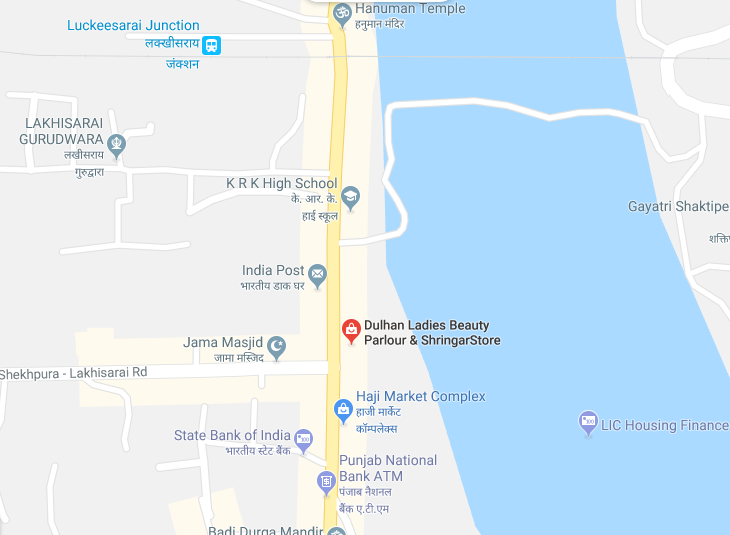 Hanuman Temple
हनुमान मंदिर
Luckeesarai Junction
लक्खीसराय
जंक्शन
LAKHISARAI
GURUDWARA
लखीसराय
गुरुद्वारा
K R K High School
के. आर. के.
हाई स्कूल
Gayatri Shaktipe
शक्तिप
India Post
भारतीय डाक घर
Dulhan Ladies Beauty
Parlour & ShringarStore
Jama Masjid
जामा मस्जिद
Shekhpura - Lakhisarai Rd
Haji Market Complex
हाजी मार्केट
कॉम्पलेक्स
LIC Housing Finance
State Bank of India
भारतीय स्टेट बैंक
Punjab National
Bank ATM
पंजाब नैशनल
बैंक ए.टी.एम
Badi Durga Mandir